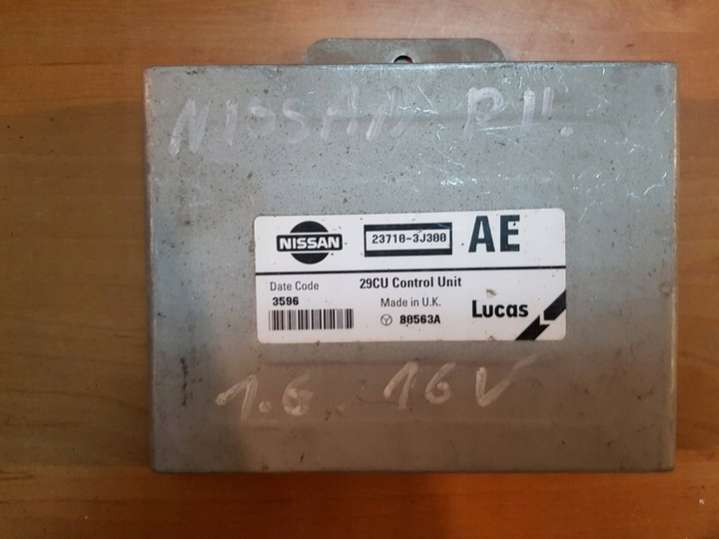 NISSAN P11.
NISSAN
23710-3J300
AE
Date Code
29CU Control Unit
3596
Made in U.K.
80563A
Lucas
1.6 16V